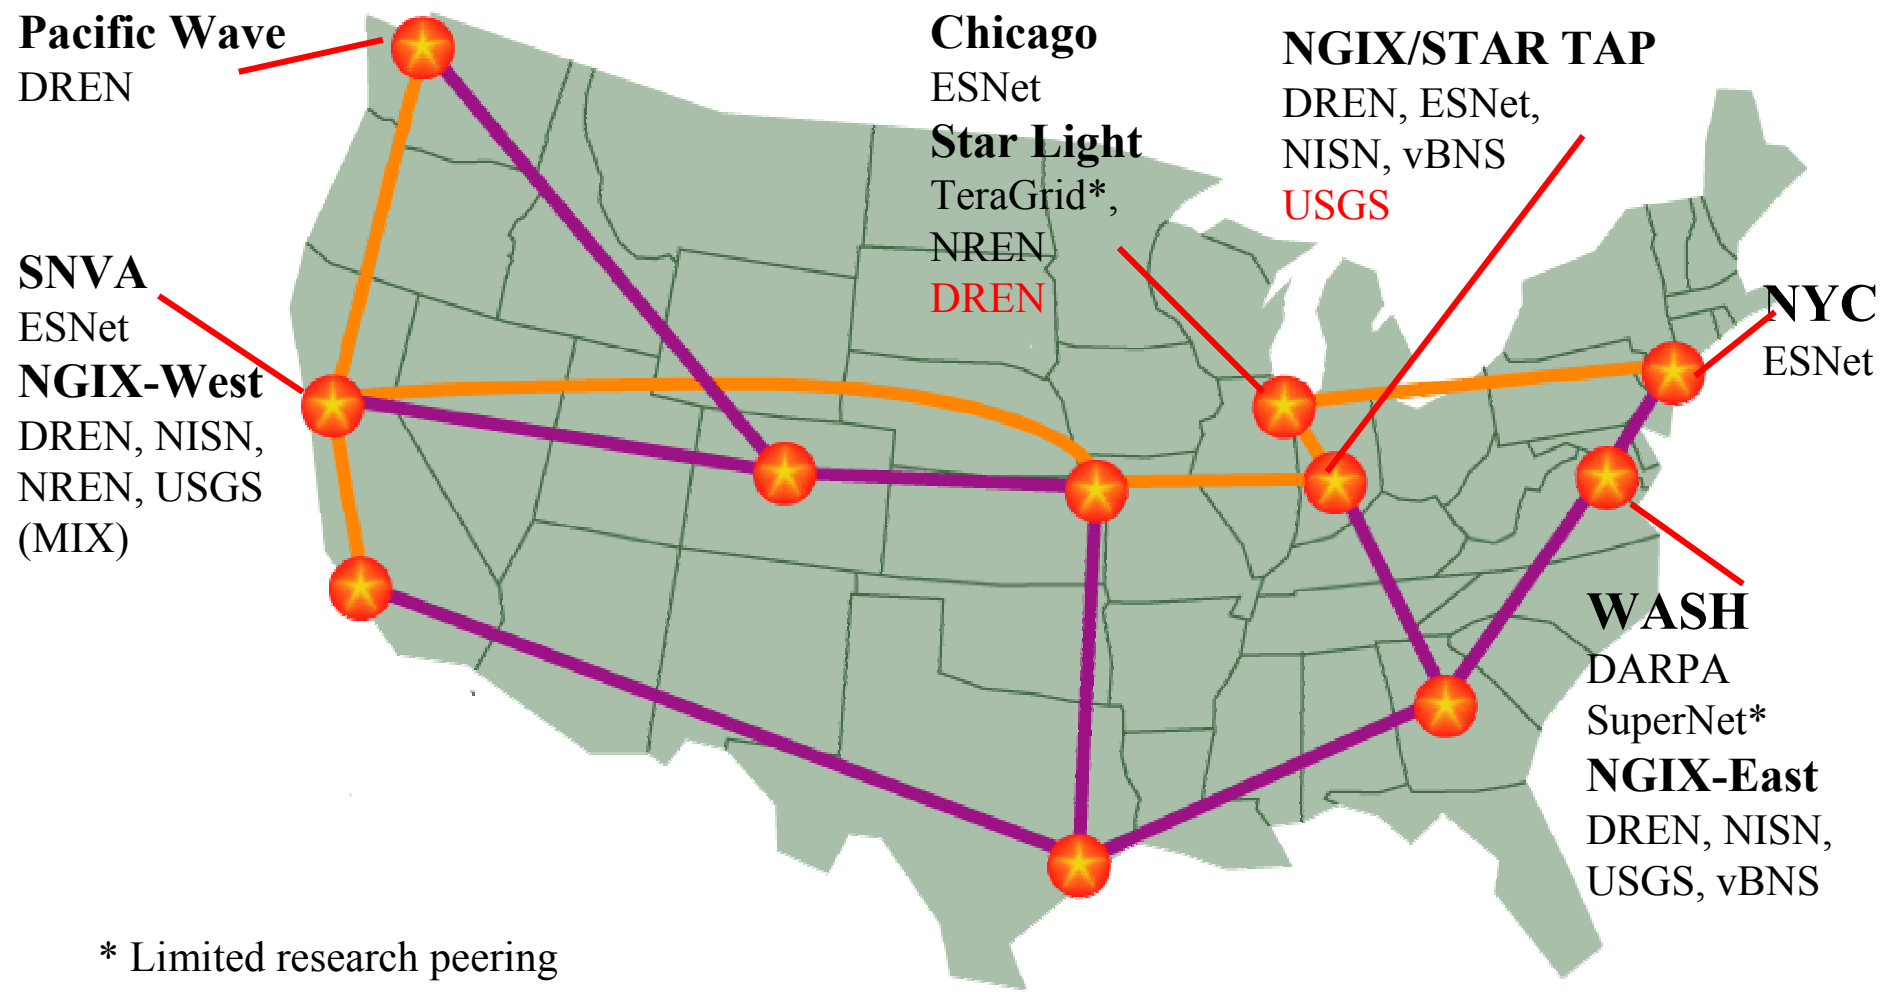 Pacific Wave
DREN
SNVA
ESNet
NGIX-West
DREN, NISN,
NREN, USGS
(MIX)
Chicago
ESNet
Star Light
TeraGrid*,
NREN
DREN
NGIX/STAR TAP
DREN, ESNet,
NISN, vBNS
USGS
NYC
ESNet
WASH
DARPA
SuperNet*
NGIX-East
DREN, NISN,
USGS, vBNS
* Limited research peering